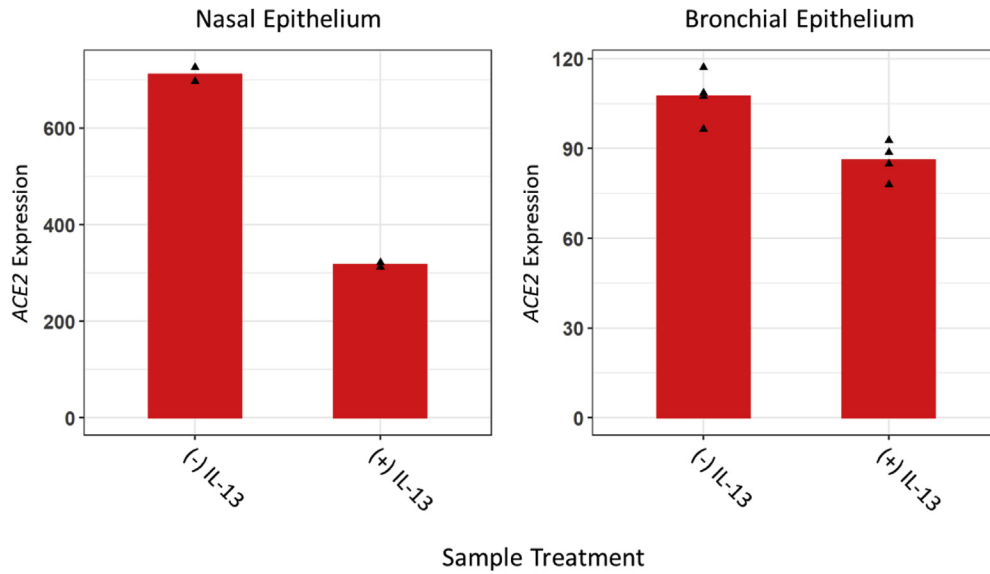 Nasal Epithelium
ACE2 Expression
600
400
200
0
(-) IL-13
(+) IL-13
Bronchial Epithelium
ACE2 Expression
120
90
60
30
0
(-) IL-13
(+) IL-13
Sample Treatment